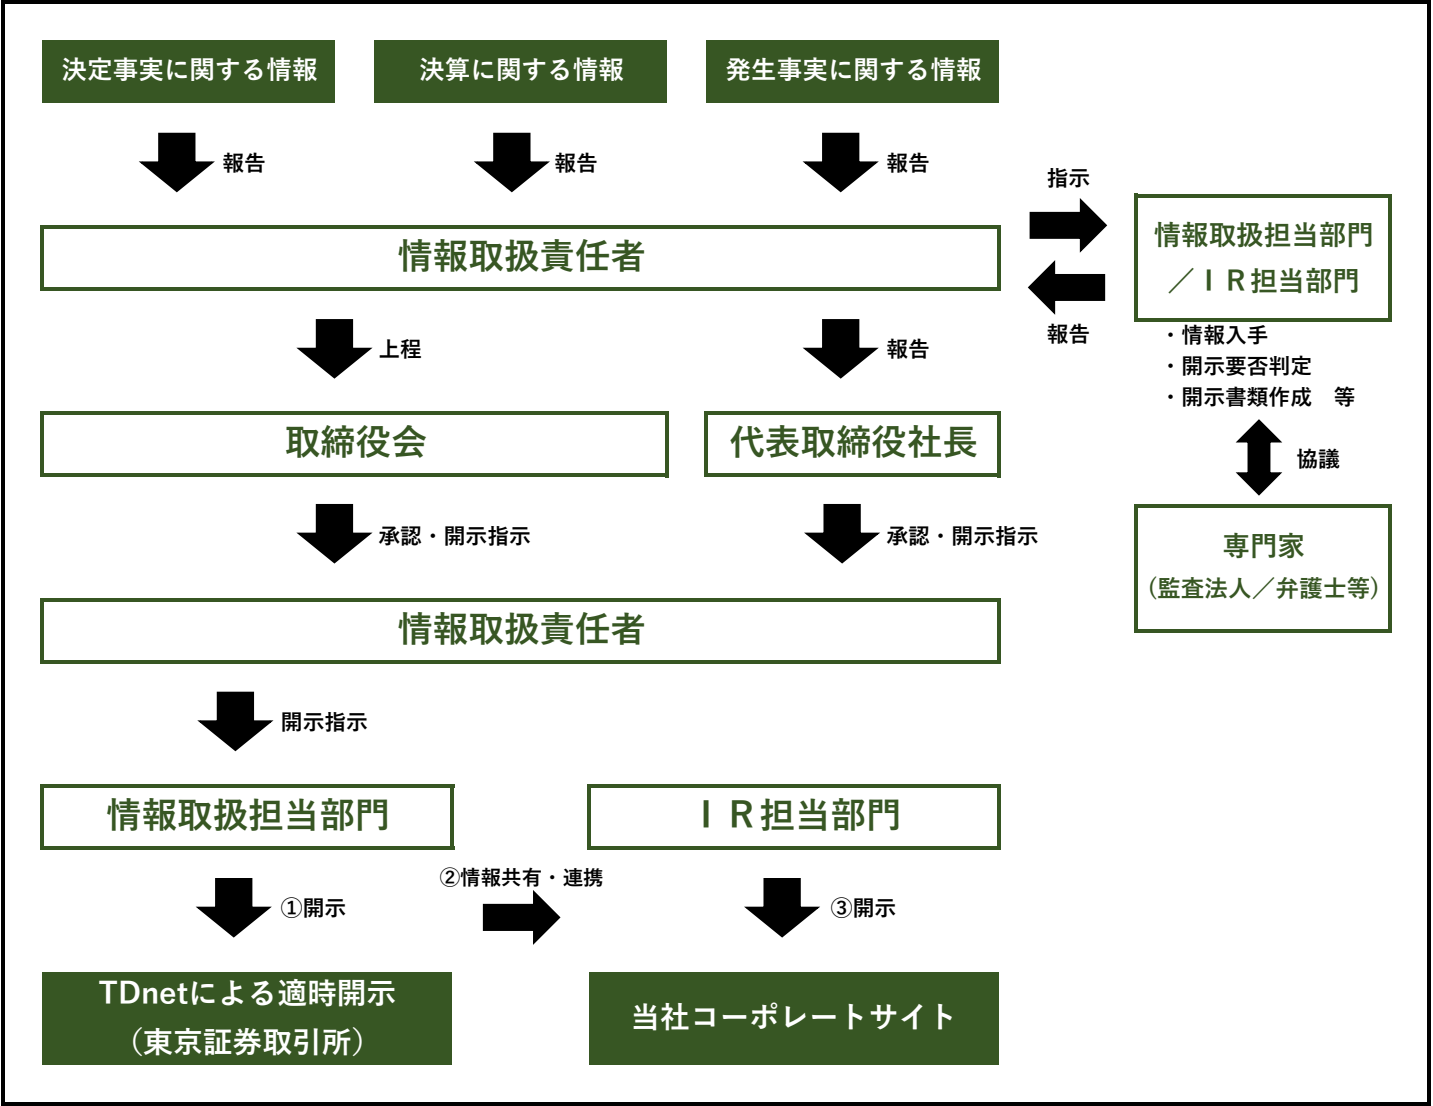 決定事実に関する情報
決算に関する情報
発生事実に関する情報
報告
報告
報告
情報取扱責任者
指示
報告
情報取扱担当部門
／ＩＲ担当部門
・情報入手
・開示要否判定
・開示書類作成　等
協議
専門家
(監査法人／弁護士等)
上程
報告
取締役会
代表取締役社長
承認・開示指示
承認・開示指示
情報取扱責任者
開示指示
情報取扱担当部門
ＩＲ担当部門
①開示
②情報共有・連携
③開示
TDnetによる適時開示
（東京証券取引所）
当社コーポレートサイト